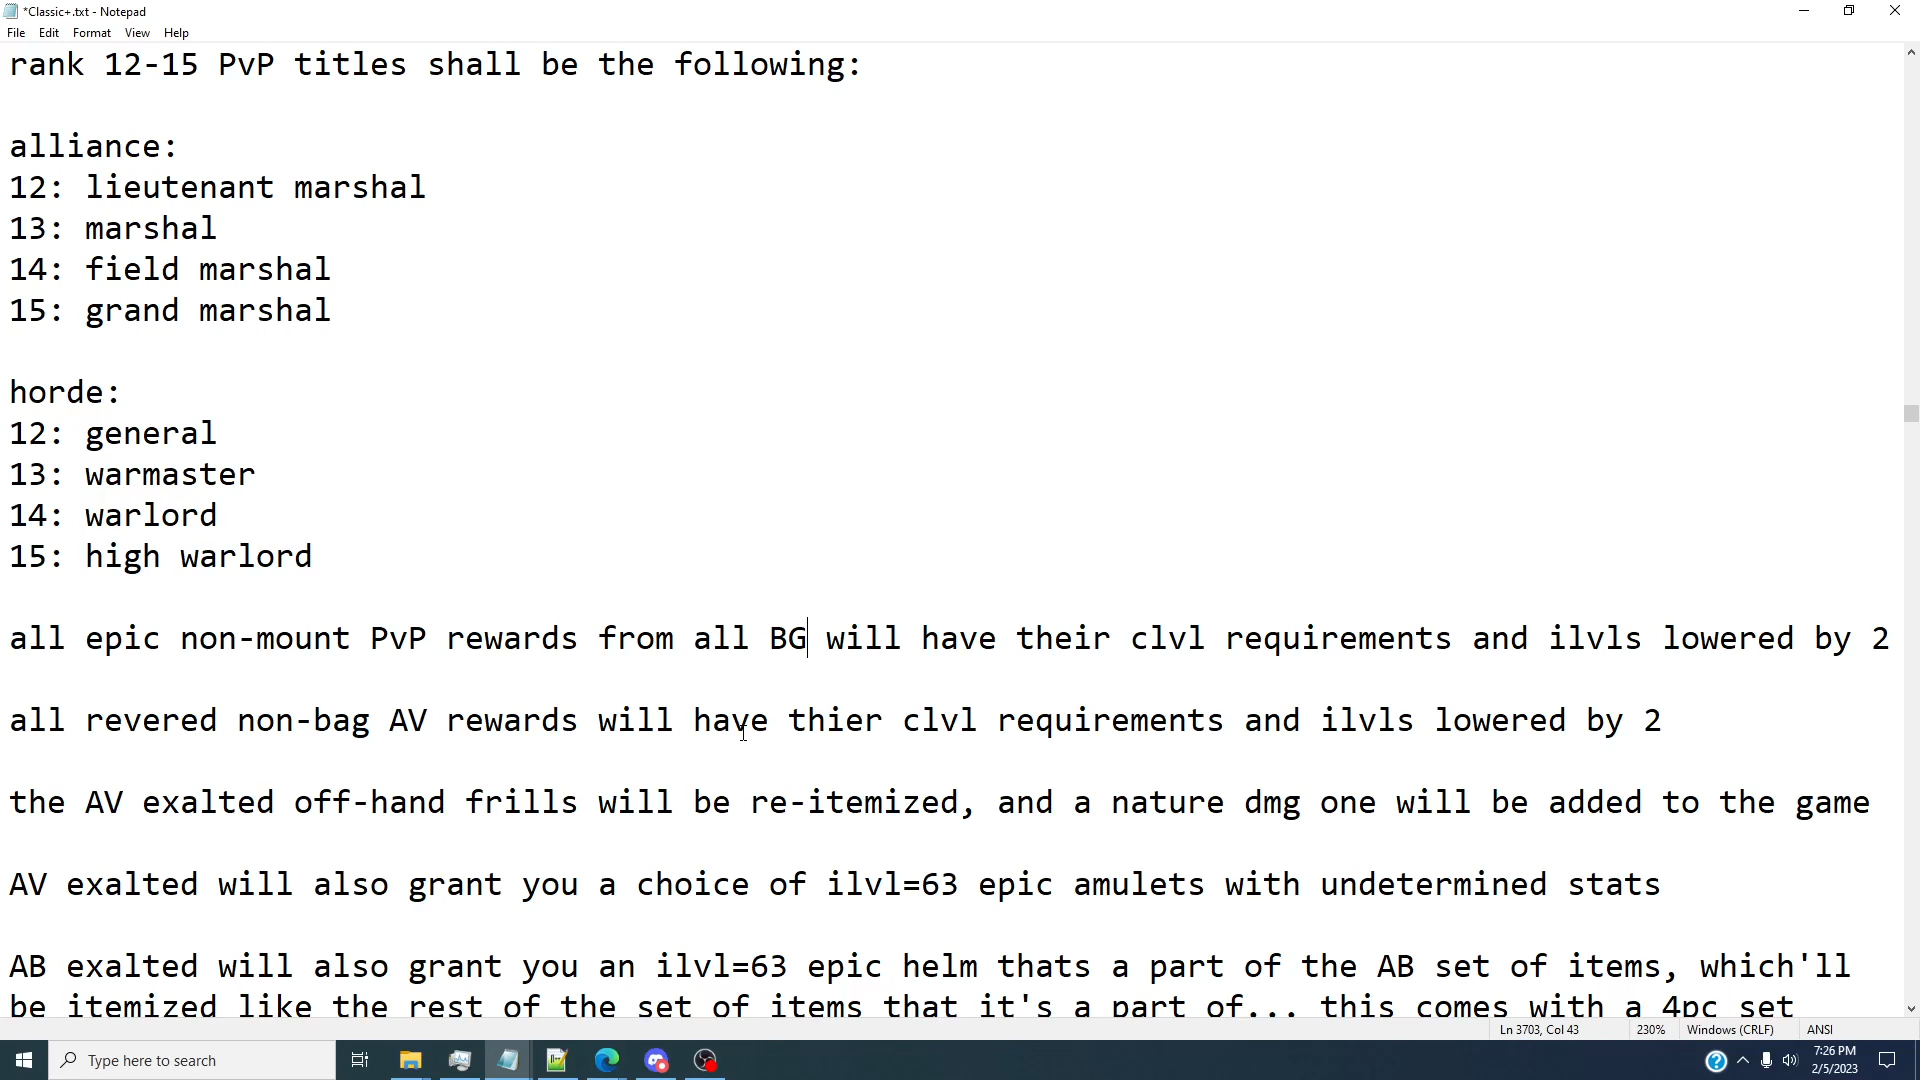 *Classic+.txt - Notepad
File Edit Format View Help
rank 12-15 PvP titles shall be the following:
alliance:
12: lieutenant marshal
13: marshal
14: field marshal
15: grand marshal
horde:
12: general
13: warmaster
14: warlord
15: high warlord
all epic non-mount PvP rewards from all BG will have their clvl requirements and ilvls lowered by 2
all revered non-bag AV rewards will have thier clvl requirements and ilvls lowered by 2
the AV exalted off-hand frills will be re-itemized, and a nature dmg one will be added to the game
AV exalted will also grant you a choice of ilvl=63 epic amulets with undetermined stats
AB exalted will also grant you an ilvl=63 epic helm thats a part of the AB set of items, which'll
be itemized like the rest of the set of items that it's a part of... this comes with a 4pc set
Ln 3703, Col 43 230% Windows (CRLF) ANSI
Type here to search
7:26 PM
2/5/2023